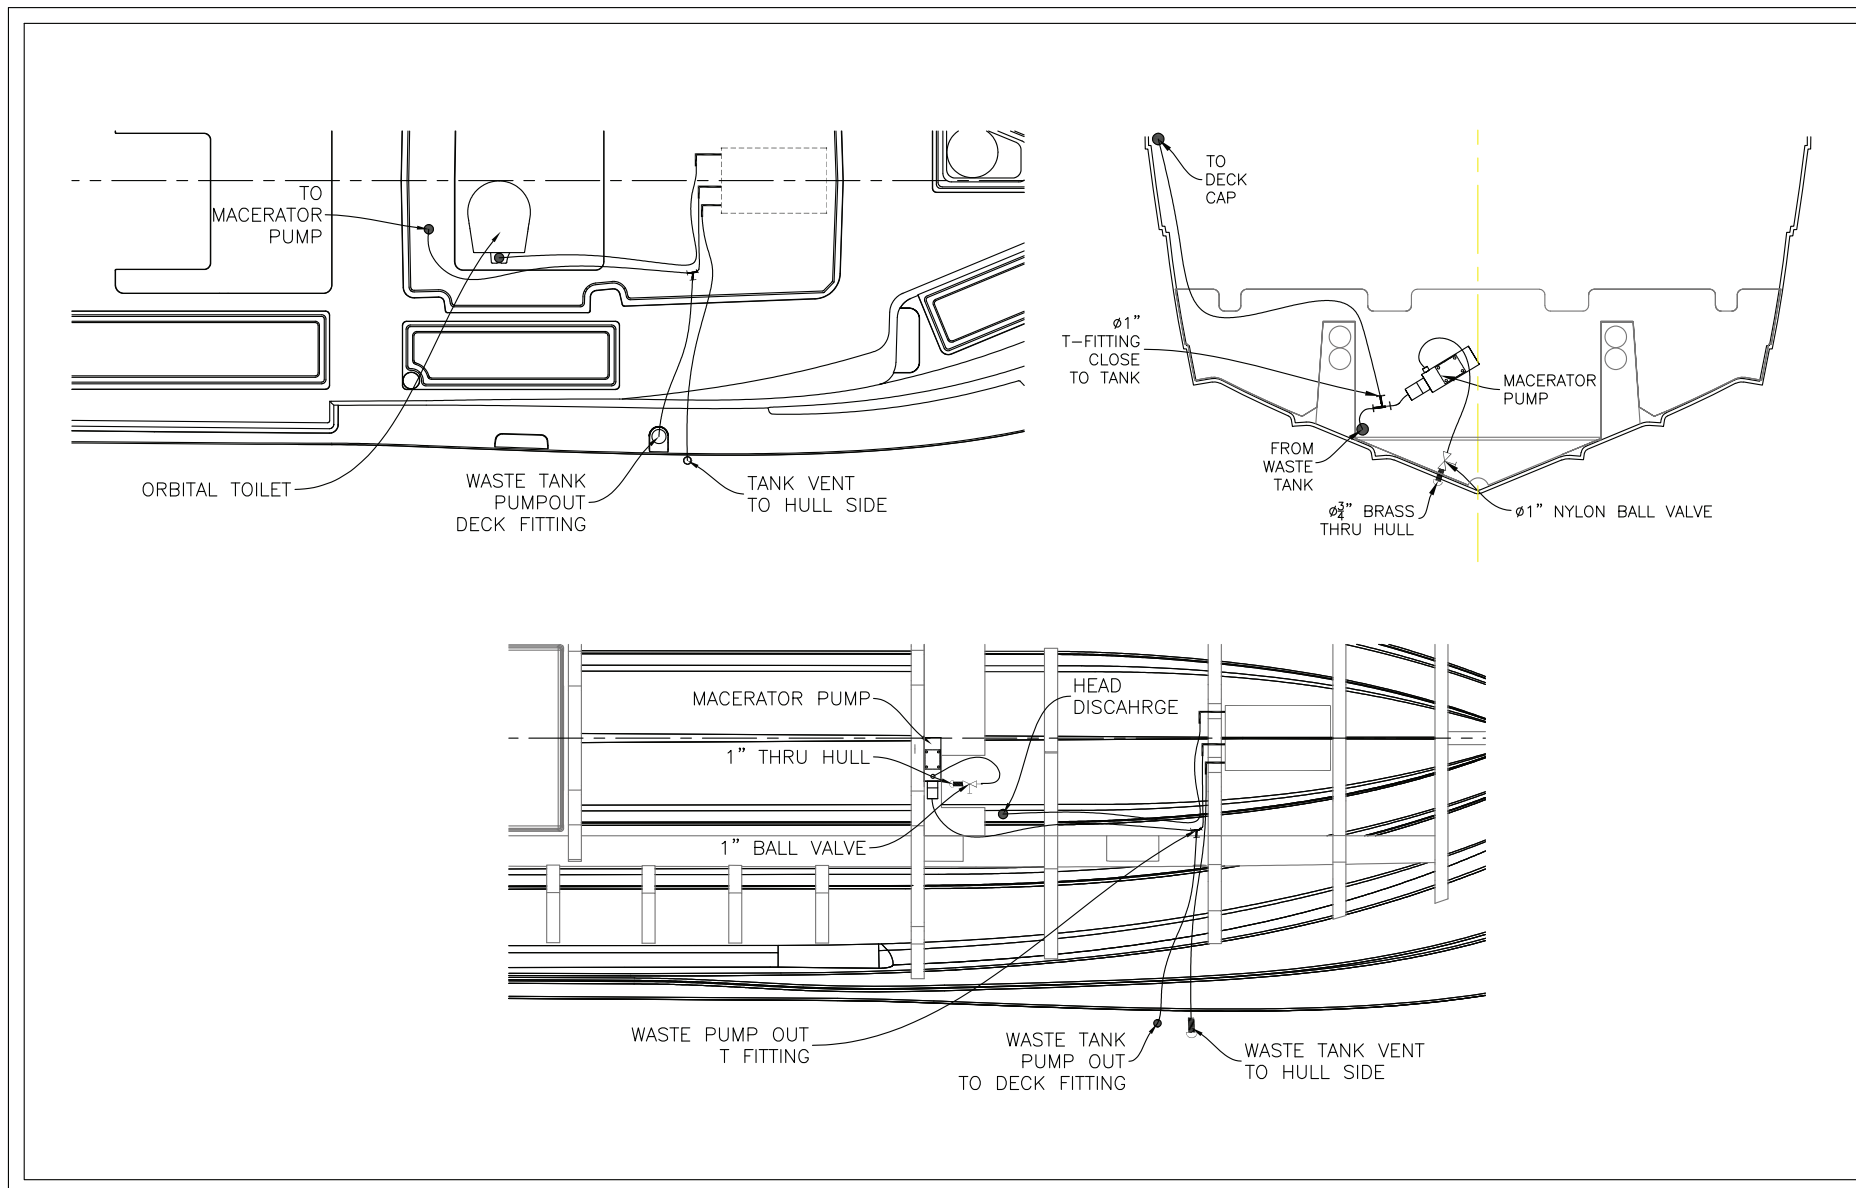 TO
MACERATOR
PUMP
ORBITAL TOILET
WASTE TANK
PUMPOUT
DECK FITTING
TANK VENT
TO HULL SIDE
TO
DECK
CAP
ø1"
T-FITTING
CLOSE
TO TANK
MACERATOR
PUMP
FROM
WASTE
TANK
ø3/4" BRASS
THRU HULL
ø1" NYLON BALL VALVE
MACERATOR PUMP
HEAD
DISCAHRGE
1" THRU HULL
1" BALL VALVE
WASTE PUMP OUT
T FITTING
WASTE TANK
PUMP OUT
TO DECK FITTING
WASTE TANK VENT
TO HULL SIDE